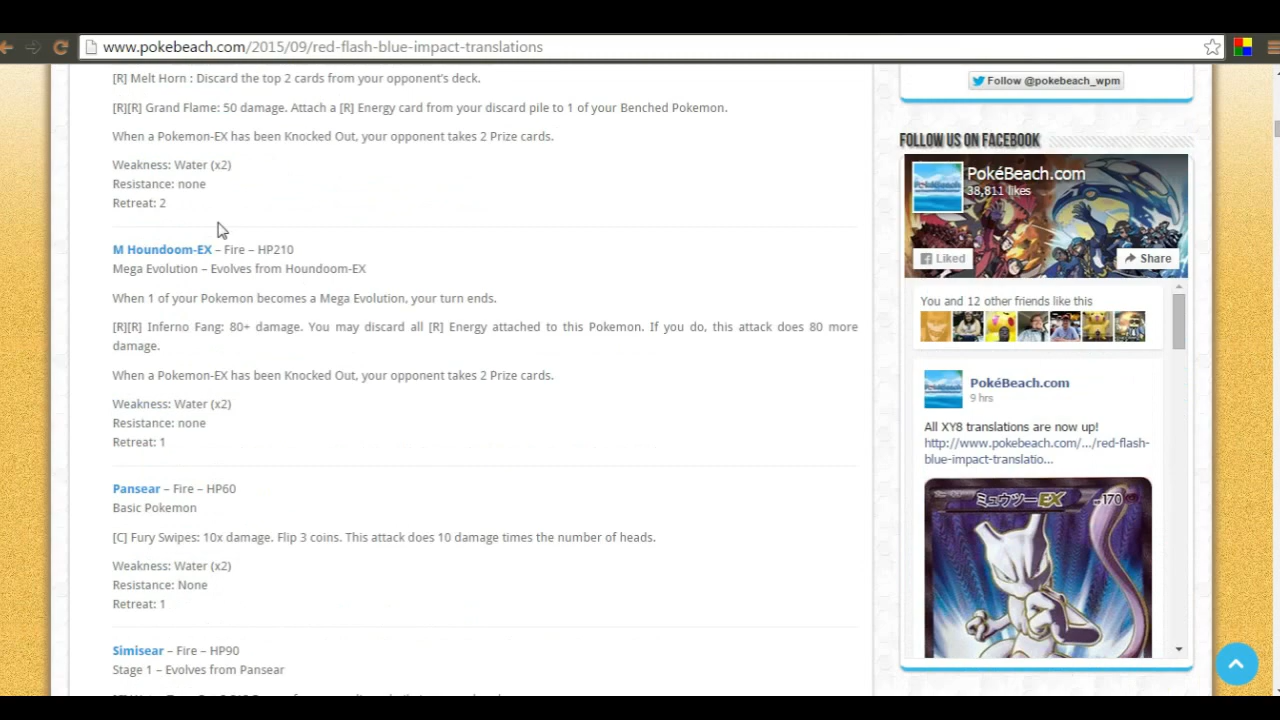 www.pokebeach.com/2015/09/red-flash-blue-impact-translations
[R] Melt Horn : Discard the top 2 cards from your opponent's deck.
[R][R] Grand Flame: 50 damage. Attach a [R] Energy card from your discard pile to 1 of your Benched Pokemon.
When a Pokemon-EX has been Knocked Out, your opponent takes 2 Prize cards.
Weakness: Water (x2)
Resistance: none
Retreat: 2
M Houndoom-EX – Fire – HP210
Mega Evolution – Evolves from Houndoom-EX
When 1 of your Pokemon becomes a Mega Evolution, your turn ends.
[R][R] Inferno Fang: 80+ damage. You may discard all [R] Energy attached to this Pokemon. If you do, this attack does 80 more
damage.
When a Pokemon-EX has been Knocked Out, your opponent takes 2 Prize cards.
Weakness: Water (x2)
Resistance: none
Retreat: 1
Pansear – Fire – HP60
Basic Pokemon
[C] Fury Swipes: 10x damage. Flip 3 coins. This attack does 10 damage times the number of heads.
Weakness: Water (x2)
Resistance: None
Retreat: 1
Simisear – Fire – HP90
Stage 1 – Evolves from Pansear
Follow @pokebeach_wpm
FOLLOW US ON FACEBOOK
PokéBeach.com
38,811 likes
Liked
Share
You and 12 other friends like this
PokéBeach.com
9 hrs
All XY8 translations are now up!
http://www.pokebeach.com/.../red-flash-
blue-impact-translatio...
ミュウツーEX
170